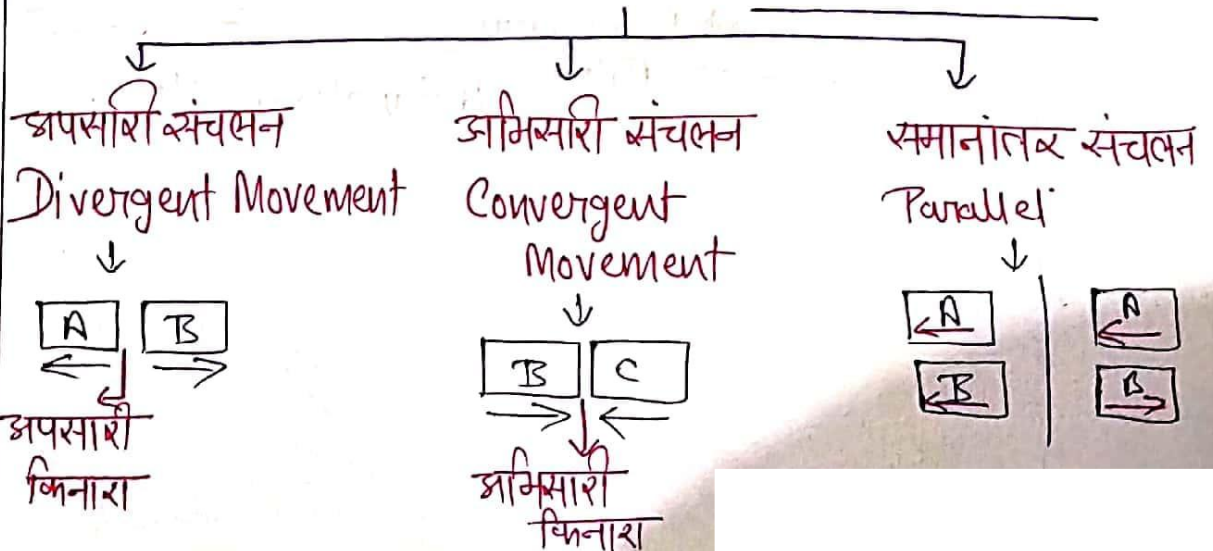 अपसारी संचलन
Divergent Movement
A B
अपसारी
किनारा
अभिसारी संचलन
Convergent
Movement
B C
अभिसारी
किनारा
समानांतर संचलन
Parallel
A A
B B